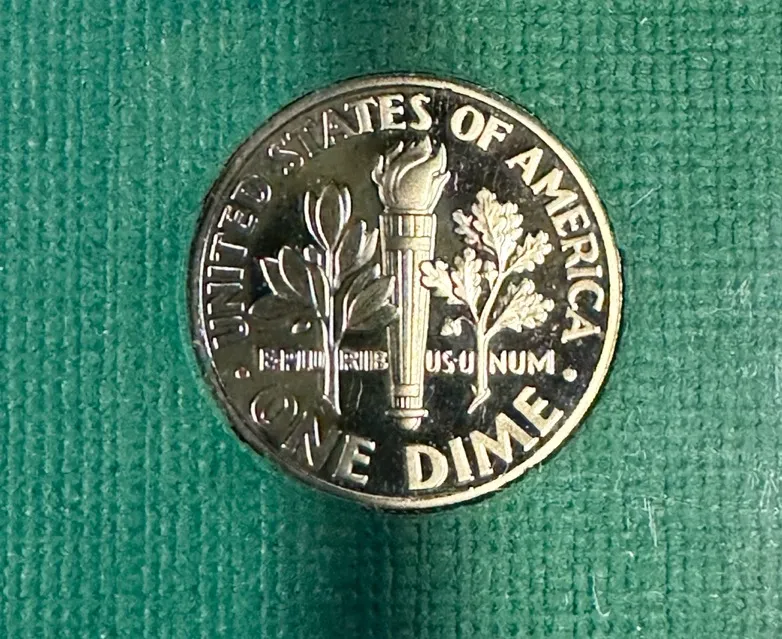 UNITED STATES OF AMERICA
E PLURIBUS UNUM
• ONE DIME •